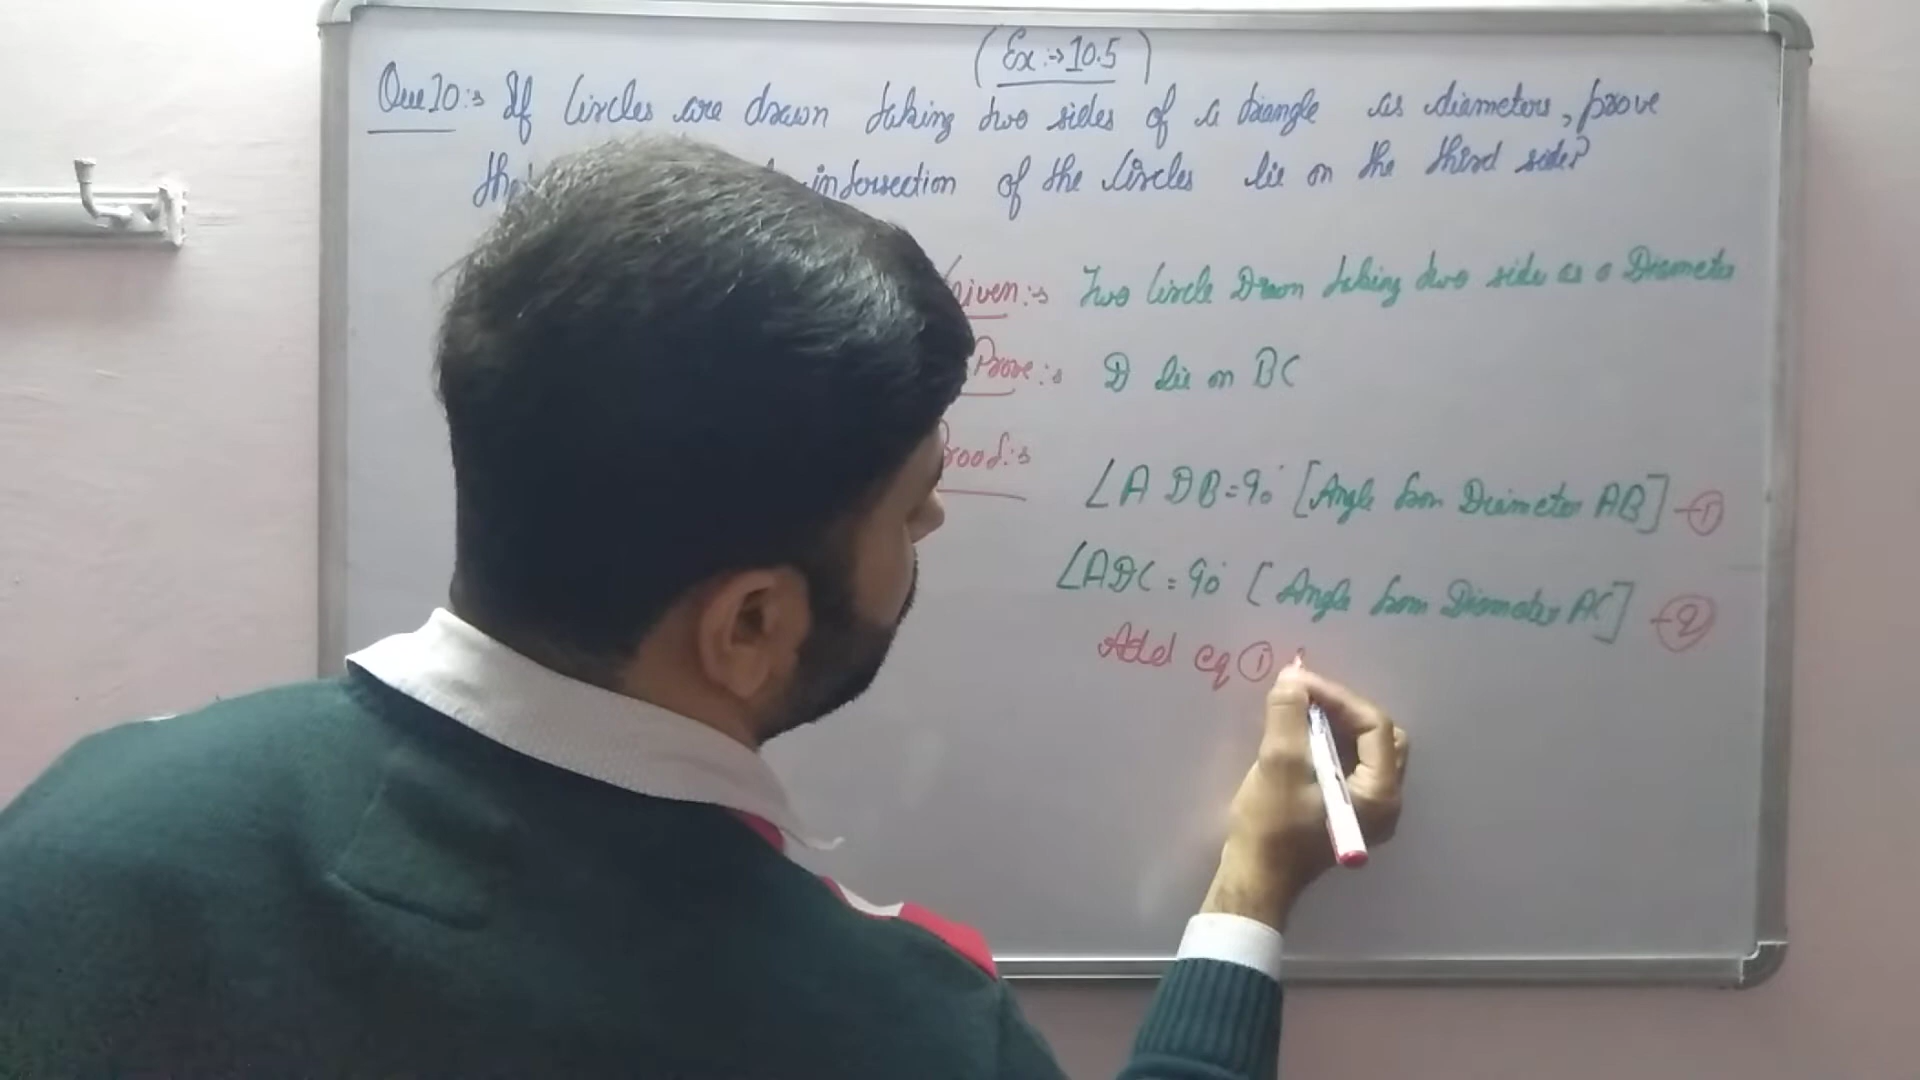 (Ex:→10.5)
Que10:→ If Circles are drawn taking two sides of a triangle as diameters, prove
intersection of the Circles lie on the third side?
Given:→ Two Circle Drawn taking two side as a Diameter
Prove:→ D lie on BC
Proof:→
∠ADB=90° [Angle from Diameter AB] -①
∠ADC=90° [Angle from Diameter AC] -②
Add eq ①